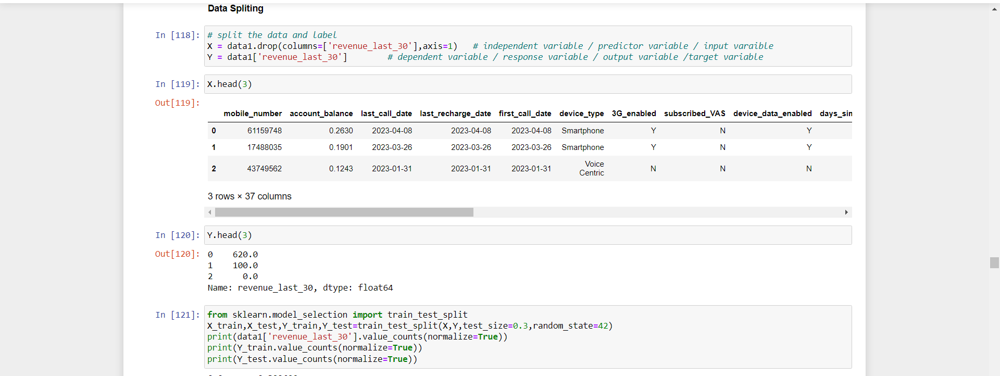 Data Spliting
In [118]: # split the data and label
X = data1.drop(columns=['revenue_last_30'],axis=1)   # independent variable / predictor variable / input varaible
Y = data1['revenue_last_30']        # dependent variable / response variable / output variable /target variable
In [119]: X.head(3)
Out[119]:
mobile_number account_balance last_call_date last_recharge_date first_call_date device_type 3G_enabled subscribed_VAS device_data_enabled days_sin
0 61159748 0.2630 2023-04-08 2023-04-08 2023-04-08 Smartphone Y N Y
1 17488035 0.1901 2023-03-26 2023-03-26 2023-03-26 Smartphone Y N Y
2 43749562 0.1243 2023-01-31 2023-01-31 2023-01-31 Voice Centric N N N
3 rows × 37 columns
In [120]: Y.head(3)
Out[120]: 0    620.0
1    100.0
2      0.0
Name: revenue_last_30, dtype: float64
In [121]: from sklearn.model_selection import train_test_split
X_train,X_test,Y_train,Y_test=train_test_split(X,Y,test_size=0.3,random_state=42)
print(data1['revenue_last_30'].value_counts(normalize=True))
print(Y_train.value_counts(normalize=True))
print(Y_test.value_counts(normalize=True))